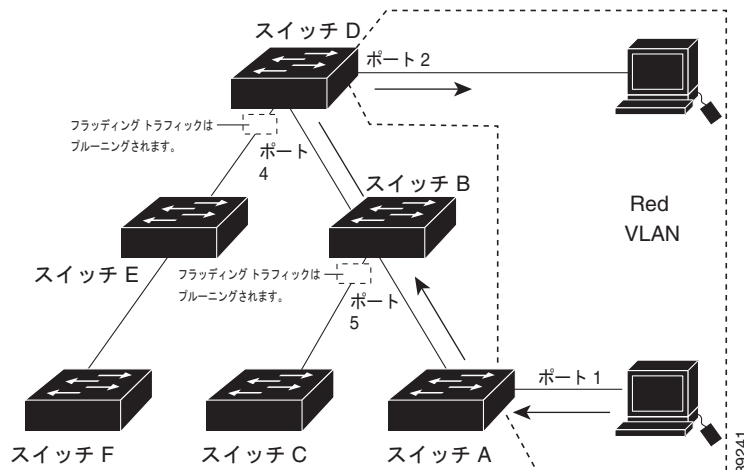 スイッチ D
ポート 2
フラッディング トラフィックは
プルーニングされます。
ポート
4
スイッチ B
Red
VLAN
スイッチ E
フラッディング トラフィックは
プルーニングされます。
ポート
5
ポート 1
スイッチ F
スイッチ C
スイッチ A